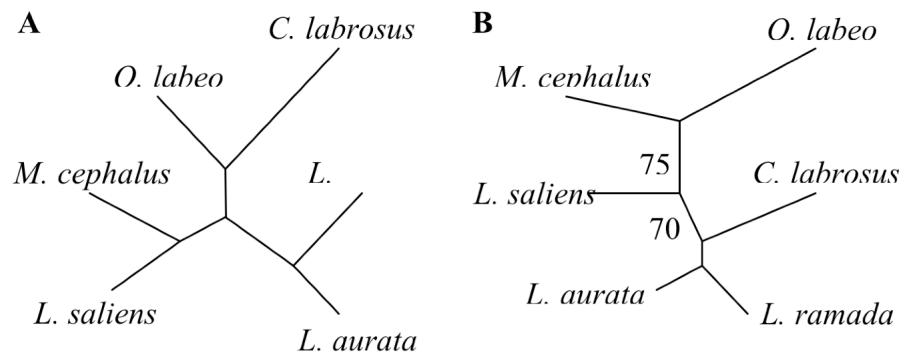 A
C. labrosus
O. labeo
M. cephalus
L.
L. saliens
L. aurata
B
O. labeo
M. cephalus
75
C. labrosus
L. saliens
70
L. aurata
L. ramada